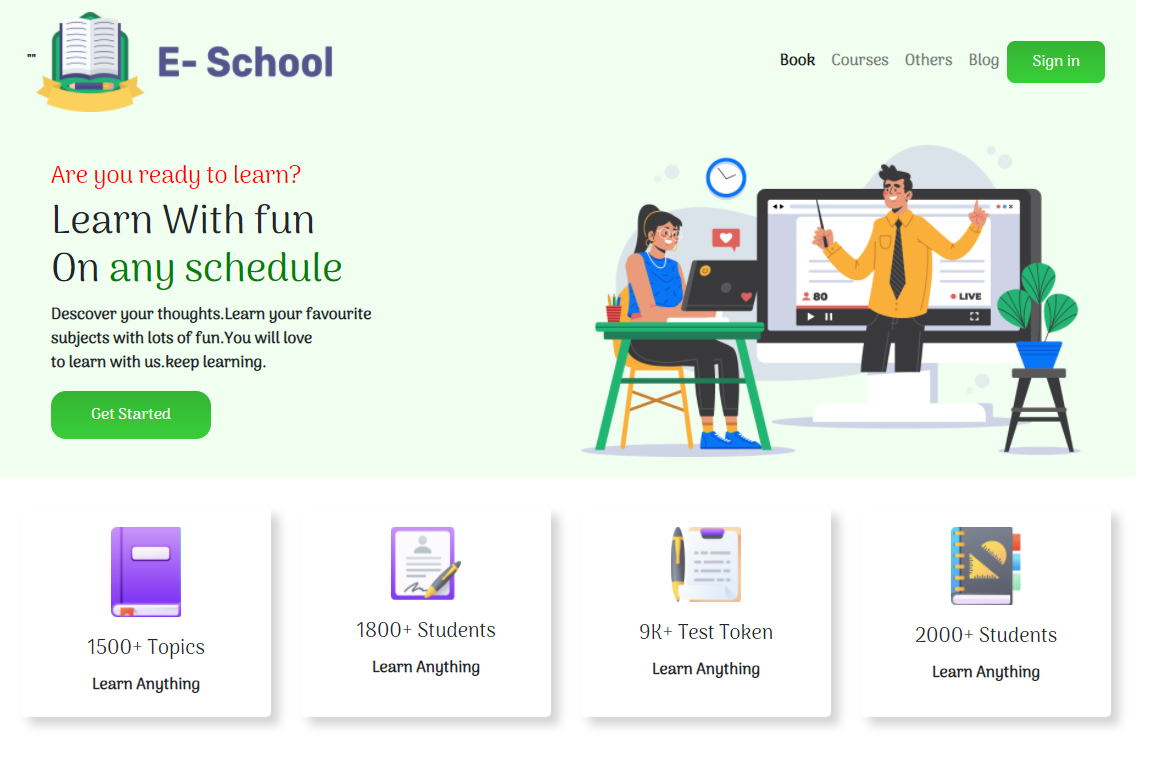 ""
E- School
Book Courses Others Blog Sign in
Are you ready to learn?
Learn With fun
On any schedule
Descover your thoughts.Learn your favourite
subjects with lots of fun.You will love
to learn with us.keep learning.
Get Started
80
LIVE
1500+ Topics
Learn Anything
1800+ Students
Learn Anything
9K+ Test Token
Learn Anything
2000+ Students
Learn Anything